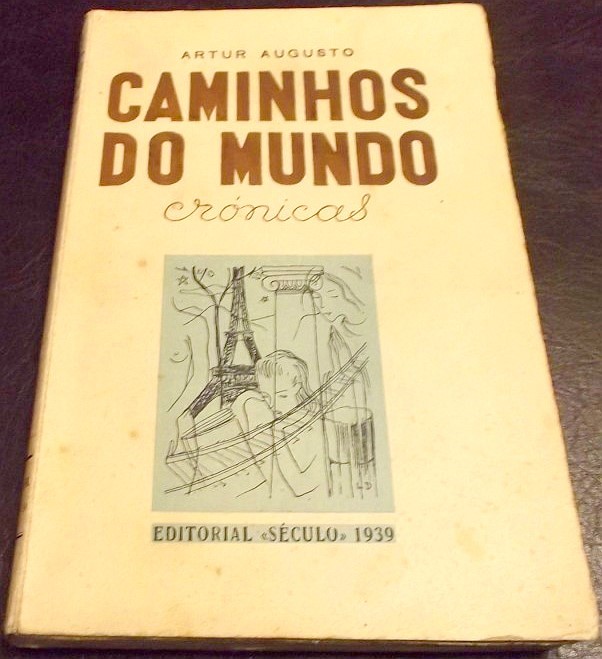 ARTUR AUGUSTO
CAMINHOS
DO MUNDO
crónicas
EDITORIAL «SÉCULO» 1939